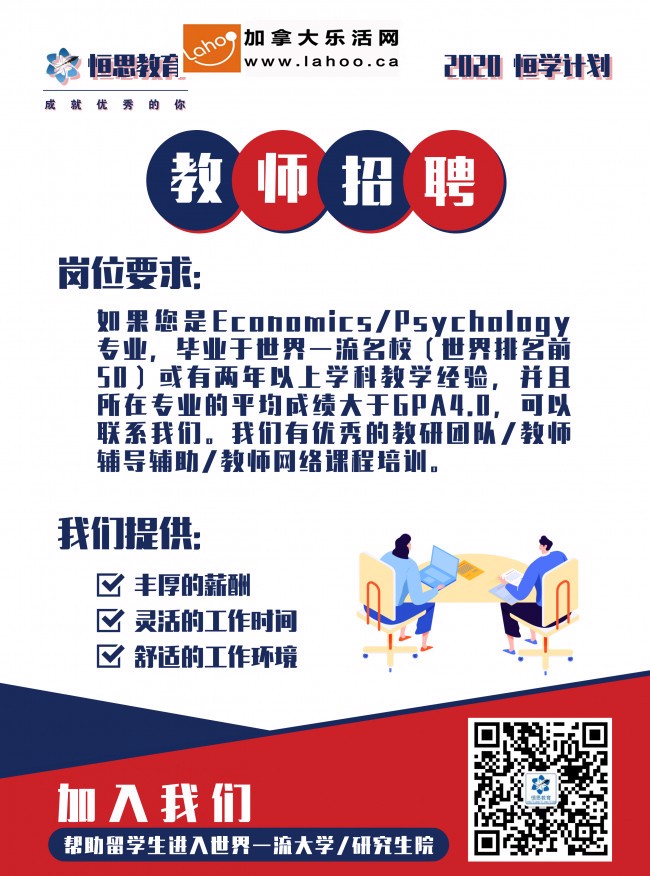 加拿大乐活网
Lahoo
www.lahoo.ca
恒思教育
成就优秀的你
2020 恒学计划
教师招聘
岗位要求:
如果您是Economics/Psychology
专业，毕业于世界一流名校（世界排名前
50）或有两年以上学科教学经验，并且
所在专业的平均成绩大于GPA4.0，可以
联系我们。我们有优秀的教研团队/教师
辅导辅助/教师网络课程培训。
我们提供:
丰厚的薪酬
灵活的工作时间
舒适的工作环境
加入我们
帮助留学生进入世界一流大学/研究生院
恒思教育